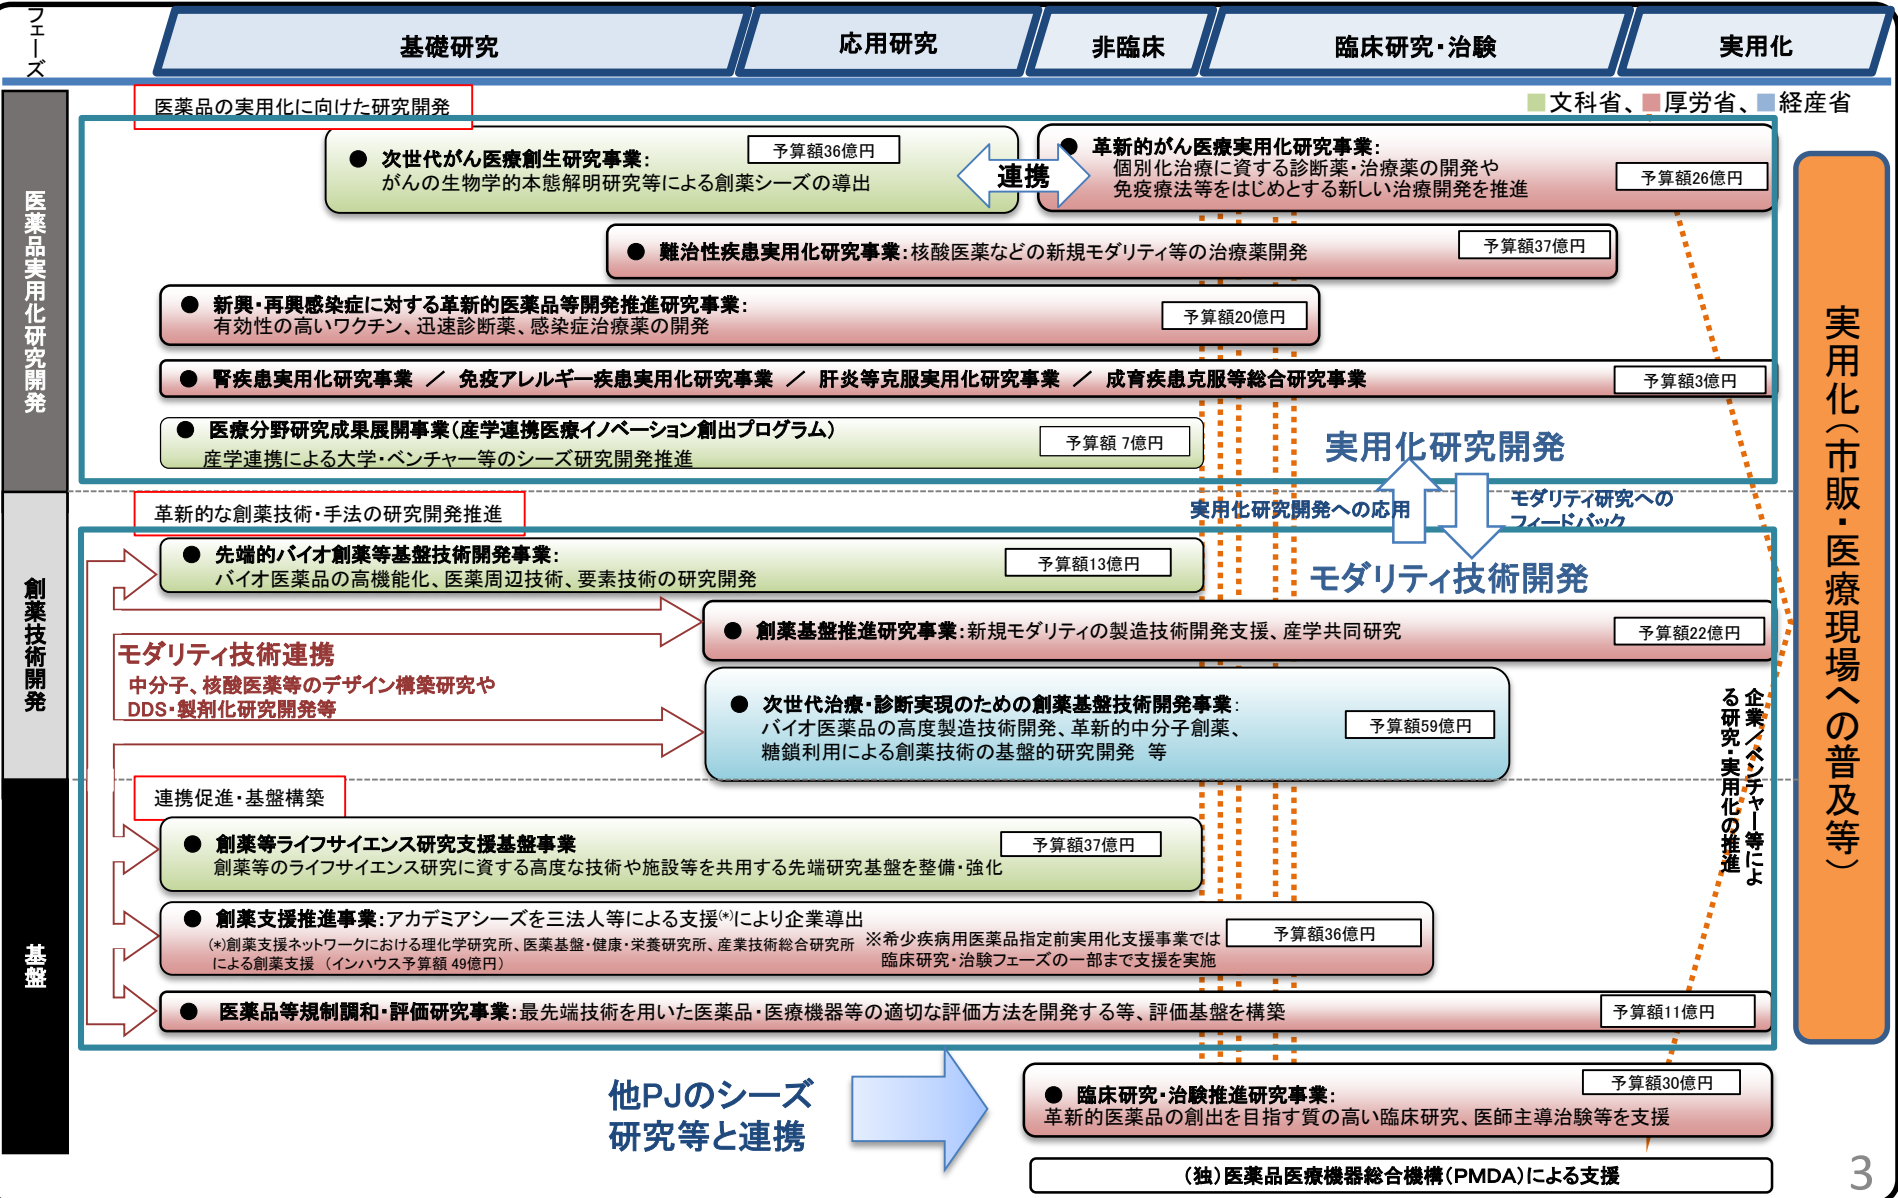 フェーズ
基礎研究
応用研究
非臨床
臨床研究・治験
実用化
■文科省、■厚労省、■経産省
医薬品実用化研究開発
医薬品の実用化に向けた研究開発
● 次世代がん医療創生研究事業:
予算額36億円
がんの生物学的本態解明研究等による創薬シーズの導出
連携
● 革新的がん医療実用化研究事業:
個別化治療に資する診断薬・治療薬の開発や
免疫療法等をはじめとする新しい治療開発を推進
予算額26億円
● 難治性疾患実用化研究事業:核酸医薬などの新規モダリティ等の治療薬開発
予算額37億円
● 新興・再興感染症に対する革新的医薬品等開発推進研究事業:
有効性の高いワクチン、迅速診断薬、感染症治療薬の開発
予算額20億円
● 腎疾患実用化研究事業 / 免疫アレルギー疾患実用化研究事業 / 肝炎等克服実用化研究事業 / 成育疾患克服等総合研究事業
予算額3億円
● 医療分野研究成果展開事業(産学連携医療イノベーション創出プログラム)
産学連携による大学・ベンチャー等のシーズ研究開発推進
予算額 7億円
実用化研究開発
実用化研究開発への応用
モダリティ研究への
フィードバック
モダリティ技術開発
創薬技術開発
革新的な創薬技術・手法の研究開発推進
● 先端的バイオ創薬等基盤技術開発事業:
バイオ医薬品の高機能化、医薬周辺技術、要素技術の研究開発
予算額13億円
● 創薬基盤推進研究事業:新規モダリティの製造技術開発支援、産学共同研究
予算額22億円
モダリティ技術連携
中分子、核酸医薬等のデザイン構築研究や
DDS・製剤化研究開発等
● 次世代治療・診断実現のための創薬基盤技術開発事業:
バイオ医薬品の高度製造技術開発、革新的中分子創薬、
糖鎖利用による創薬技術の基盤的研究開発 等
予算額59億円
企業/ベンチャー等によ
る研究・実用化の推進
実用化(市販・医療現場への普及等)
基盤
連携促進・基盤構築
● 創薬等ライフサイエンス研究支援基盤事業
予算額37億円
創薬等のライフサイエンス研究に資する高度な技術や施設等を共用する先端研究基盤を整備・強化
● 創薬支援推進事業:アカデミアシーズを三法人等による支援(*)により企業導出
(*)創薬支援ネットワークにおける理化学研究所、医薬基盤・健康・栄養研究所、産業技術総合研究所
による創薬支援 (インハウス予算額 49億円)
※希少疾病用医薬品指定前実用化支援事業では
臨床研究・治験フェーズの一部まで支援を実施
予算額36億円
● 医薬品等規制調和・評価研究事業:最先端技術を用いた医薬品・医療機器等の適切な評価方法を開発する等、評価基盤を構築
予算額11億円
他PJのシーズ
研究等と連携
予算額30億円
● 臨床研究・治験推進研究事業:
革新的医薬品の創出を目指す質の高い臨床研究、医師主導治験等を支援
(独)医薬品医療機器総合機構(PMDA)による支援
3